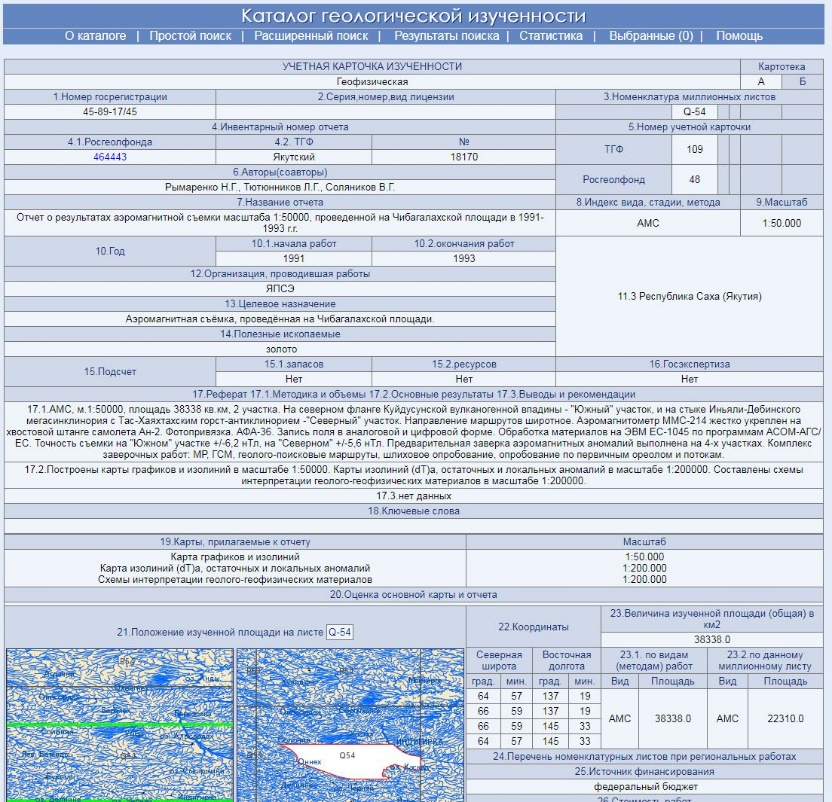 Каталог геологической изученности
О каталоге | Простой поиск | Расширенный поиск | Результаты поиска | Статистика | Выбранные (0) | Помощь
УЧЕТНАЯ КАРТОЧКА ИЗУЧЕННОСТИ Картотека
Геофизическая А Б
1.Номер госрегистрации 2.Серия,номер,вид лицензии 3.Номенклатура миллионных листов
45-89-17/45 Q-54
4.Инвентарный номер отчета 5.Номер учетной карточки
4.1.Росгеолфонда 4.2. ТГФ №
464443 Якутский 18170
ТГФ 109
6.Авторы(соавторы)
Рымаренко Н.Г., Тютюнников Л.Г., Соляников В.Г.
Росгеолфонд 48
7.Название отчета 8.Индекс вида, стадии, метода 9.Масштаб
Отчет о результатах аэромагнитной съемки масштаба 1:50000, проведенной на Чибагалахской площади в 1991-
1993 г.г.
АМС 1:50.000
10.Год 10.1.начала работ 10.2.окончания работ
1991 1993
12.Организация, проводившая работы
ЯПСЭ
11.3 Республика Саха (Якутия)
13.Целевое назначение
Аэромагнитная съёмка, проведённая на Чибагалахской площади.
14.Полезные ископаемые
золото
15.Подсчет 15.1.запасов 15.2.ресурсов 16.Госэкспертиза
Нет Нет Нет
17.Реферат 17.1.Методика и объемы 17.2.Основные результаты 17.3.Выводы и рекомендации
17.1.АМС, м.1:50000, площадь 38338 кв.км, 2 участка. На северном фланге Куйдусунской вулканогенной впадины - "Южный" участок, и на стыке Иньяли-Дебинского
мегасинклинория с Тас-Хаяхтахским горст-антиклинорием -"Северный" участок. Направление маршрутов широтное. Аэромагнитометр ММС-214 жестко укреплен на
хвостовой штанге самолета Ан-2. Фотопривязка. АФА-36. Запись поля в аналоговой и цифровой форме. Обработка материалов на ЭВМ ЕС-1045 по программам АСОМ-АГС/
ЕС. Точность съемки на "Южном" участке +/-6,2 нТл, на "Северном" +/-5,6 нТл. Предварительная заверка аэромагнитных аномалий выполнена на 4-х участках. Комплекс
заверочных работ: МР, ГСМ, геолого-поисковые маршруты, шлиховое опробование, опробование по первичным ореолом и потокам.
17.2.Построены карты графиков и изолиний в масштабе 1:50000. Карты изолиний (dT)a, остаточных и локальных аномалий в масштабе 1:200000. Составлены схемы
интерпретации геолого-геофизических материалов в масштабе 1:200000.
17.3.нет данных
18.Ключевые слова
19.Карты, прилагаемые к отчету Масштаб
Карта графиков и изолиний 1:50.000
Карта изолиний (dT)a, остаточных и локальных аномалий 1:200.000
Схемы интерпретации геолого-геофизических материалов 1:200.000
20.Оценка основной карты и отчета
21.Положение изученной площади на листе Q-54
22.Координаты
23.Величина изученной площади (общая) в
км2
38338.0
Северная широта Восточная долгота 23.1. по видам (методам) работ 23.2.по данному миллионному листу
град. мин. град. мин. Вид Площадь Вид Площадь
64 57 137 19
66 59 137 19
66 59 145 33
64 57 145 33
АМС 38338.0 АМС 22310.0
Q54
24.Перечень номенклатурных листов при региональных работах
25.Источник финансирования
федеральный бюджет
26.Стоимость работ